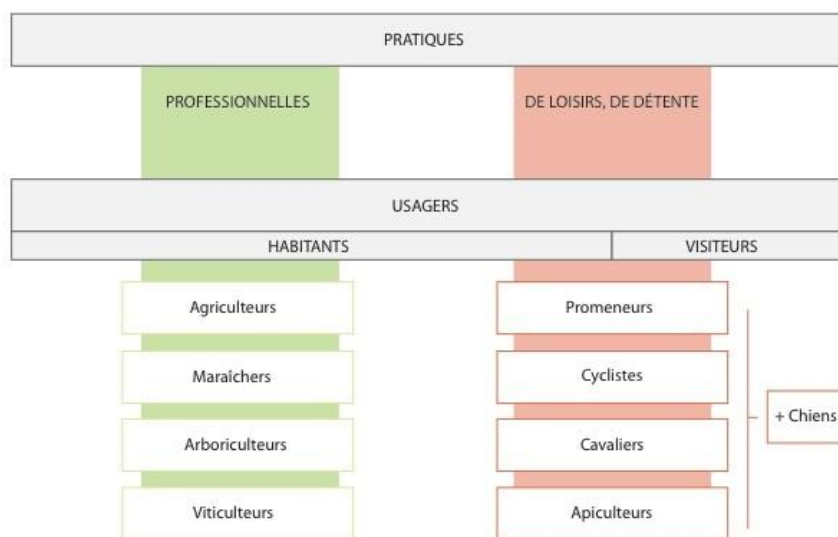 PRATIQUES
PROFESSIONNELLES
DE LOISIRS, DE DÉTENTE
USAGERS
HABITANTS
VISITEURS
Agriculteurs
Promeneurs
Maraîchers
Cyclistes
+ Chiens
Arboriculteurs
Cavaliers
Viticulteurs
Apiculteurs